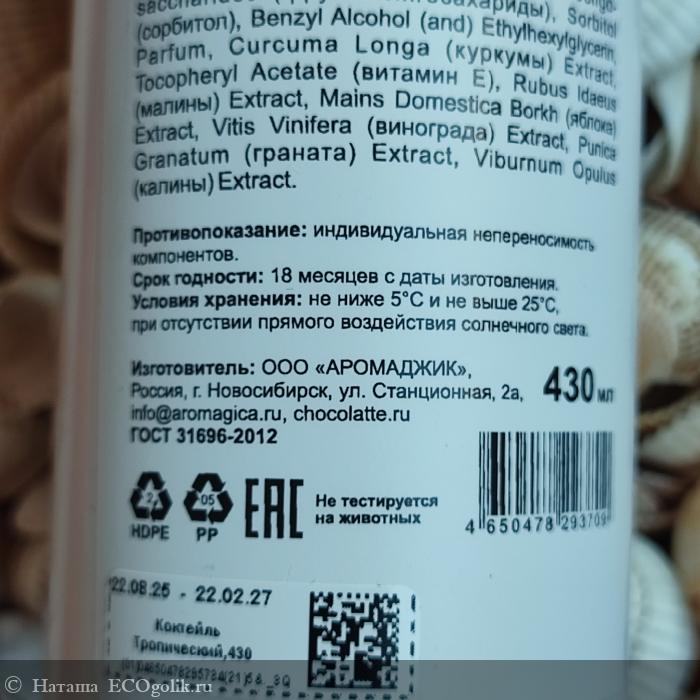 (сорбитол), Benzyl Alcohol (and) Ethylhexylglycerin,
Parfum, Curcuma Longa (куркумы) Extract,
Tocopheryl Acetate (витамин Е), Rubus Idaeus
(малины) Extract, Mains Domestica Borkh (яблока)
Extract, Vitis Vinifera (винограда) Extract, Punica
Granatum (граната) Extract, Viburnum Opulus
(калины) Extract.
Противопоказание: индивидуальная непереносимость
компонентов.
Срок годности: 18 месяцев с даты изготовления.
Условия хранения: не ниже 5°С и не выше 25°С,
при отсутствии прямого воздействия солнечного света.
Изготовитель: ООО «АРОМАДЖИК»,
Россия, г. Новосибирск, ул. Станционная, 2а,
430 мл
info@aromagica.ru, chocolatte.ru
ГОСТ 31696-2012
2 05
HDPE PP
EAC
Не тестируется
на животных
4 650478 293709
22.08.25 - 22.02.27
Коктейль
Тропический,430
© Наташа ECOgolik.ru